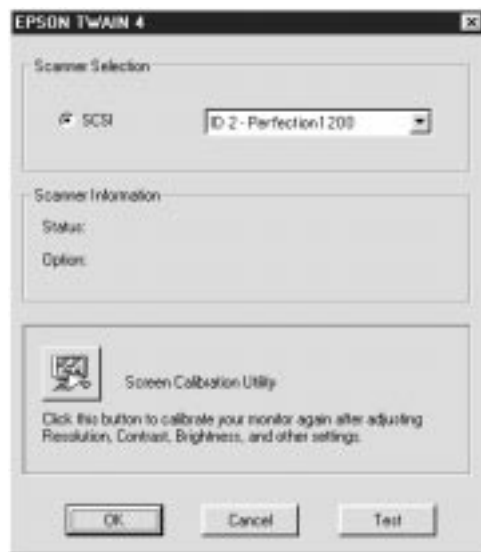 EPSON TWAIN 4
Scanner Selection
SCSI
ID 2 - Perfection1200
Scanner Information
Status:
Option:
Screen Calibration Utility
Click this button to calibrate your monitor again after adjusting
Resolution, Contrast, Brightness, and other settings.
OK
Cancel
Test